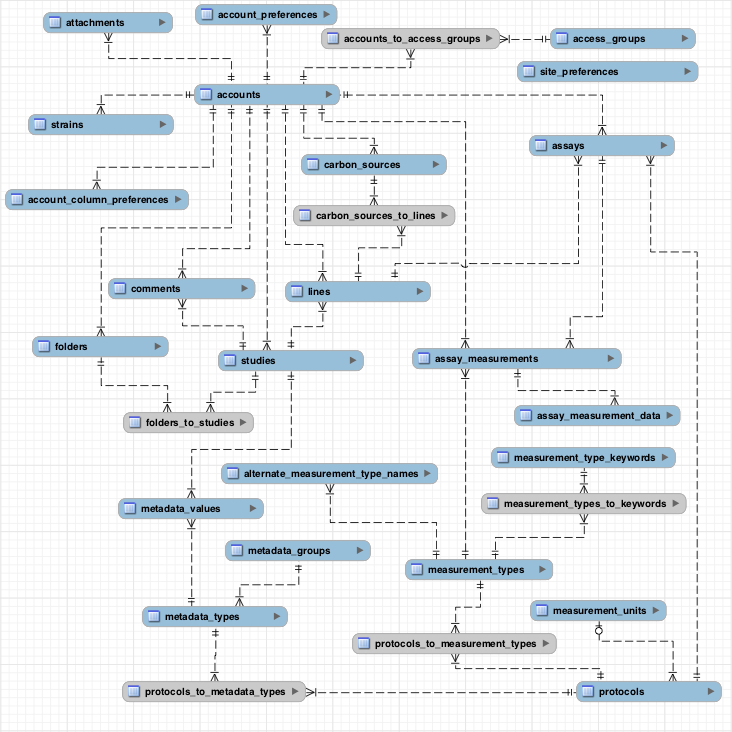 account_preferences
attachments
accounts_to_access_groups
access_groups
site_preferences
accounts
strains
assays
carbon_sources
account_column_preferences
carbon_sources_to_lines
comments
lines
folders
studies
assay_measurements
assay_measurement_data
folders_to_studies
measurement_type_keywords
alternate_measurement_type_names
measurement_types_to_keywords
metadata_values
metadata_groups
measurement_types
measurement_units
metadata_types
protocols_to_measurement_types
protocols_to_metadata_types
protocols